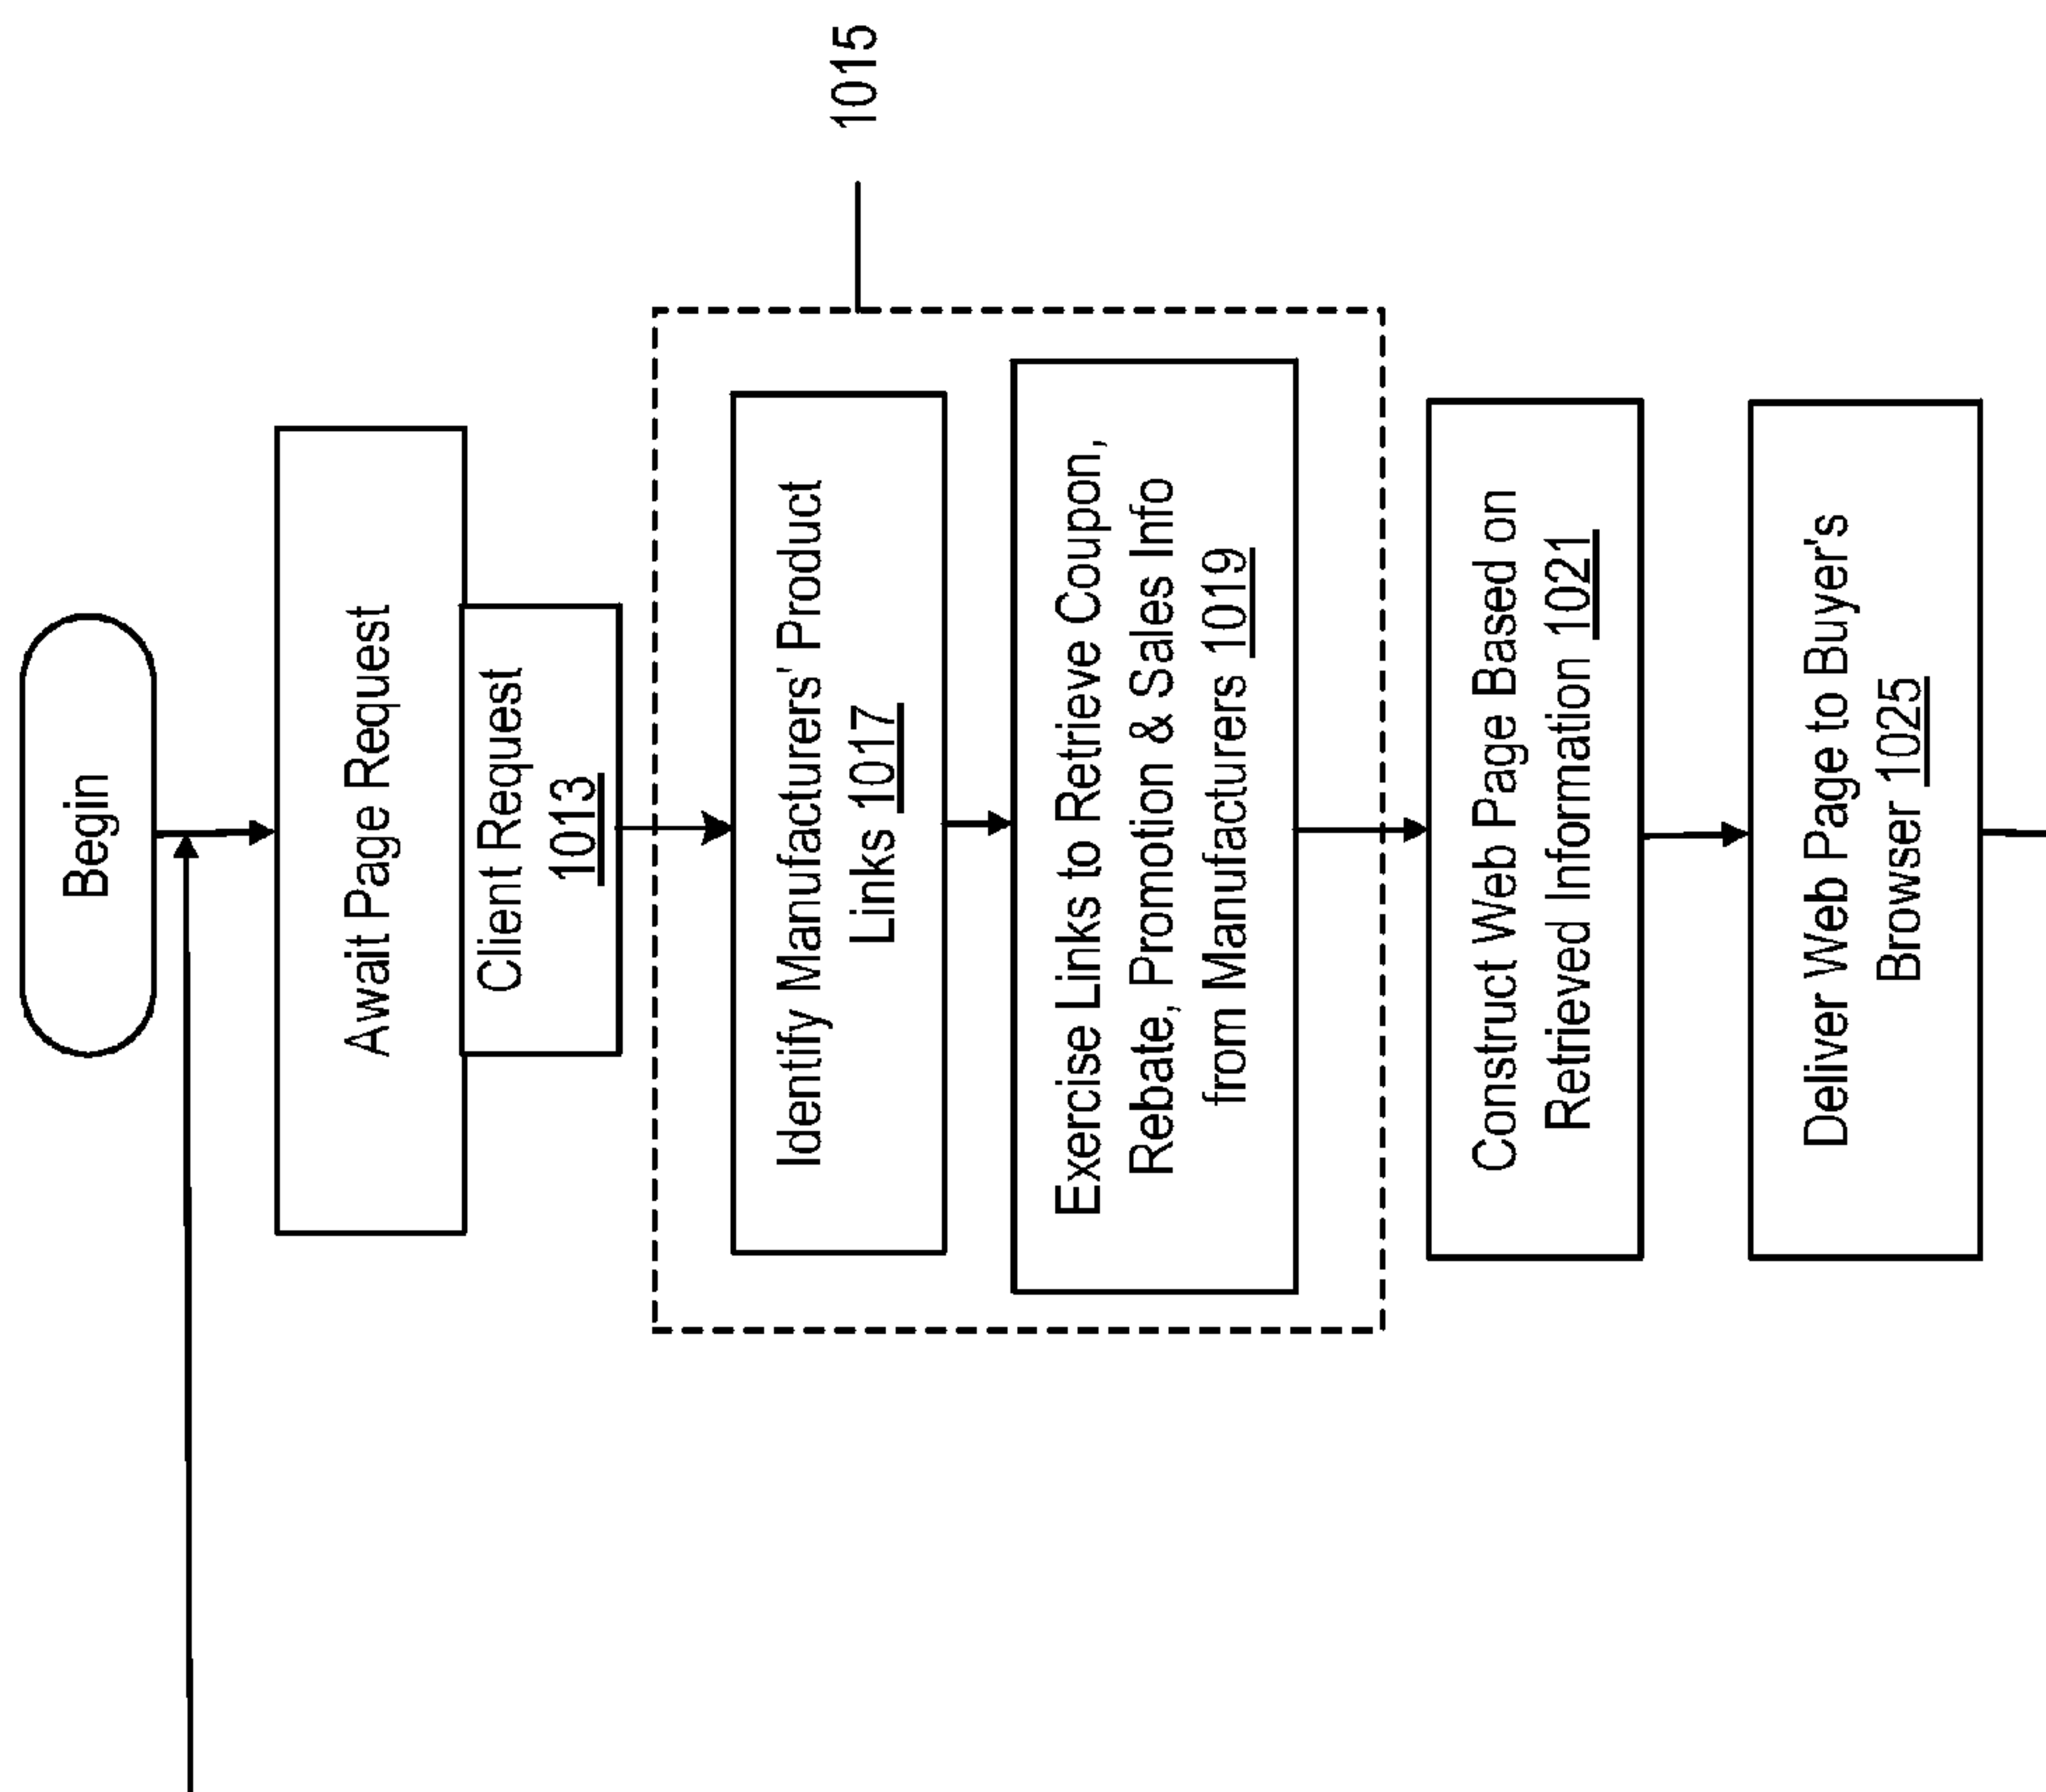 Begin
Await Page Request
Client Request
1013
1015
Identify Manufacturers' Product
Links 1017
Exercise Links to Retrieve Coupon,
Rebate, Promotion & Sales Info
from Manufacturers 1019
Construct Web Page Based on
Retrieved Information 1021
Deliver Web Page to Buyer's
Browser 1025